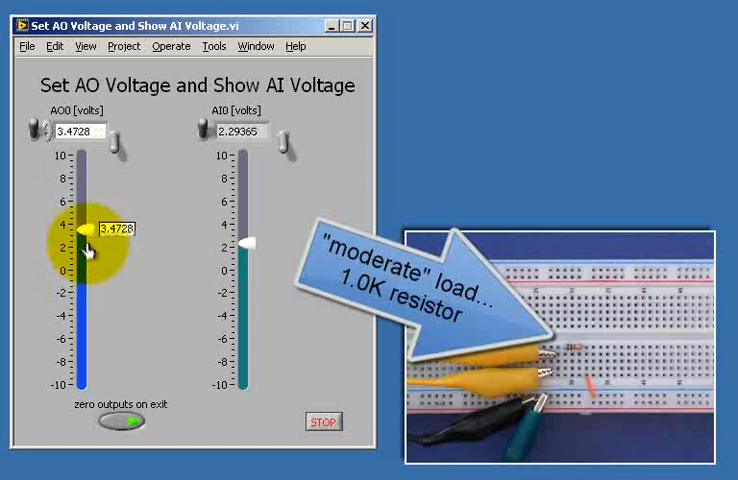 Set AO Voltage and Show AI Voltage.vi
File Edit View Project Operate Tools Window Help
Set AO Voltage and Show AI Voltage
AO0 [volts]
AI0 [volts]
3.4728
2.29365
10
8
6
4
2
0
-2
-4
-6
-8
-10
3.4728
10
8
6
4
2
0
-2
-4
-6
-8
-10
"moderate" load...
1.0K resistor
zero outputs on exit
STOP